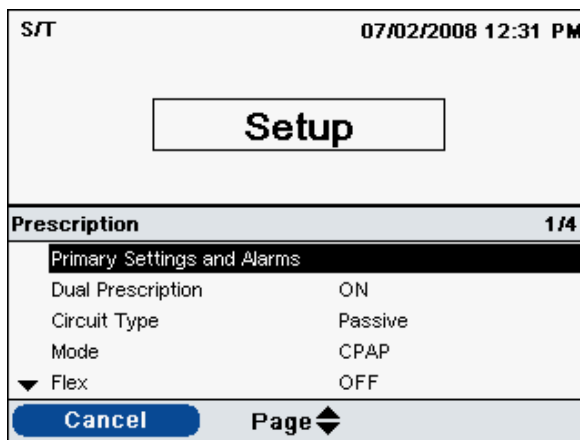 S/T 07/02/2008 12:31 PM
Setup
Prescription 1/4
Primary Settings and Alarms
Dual Prescription ON
Circuit Type Passive
Mode CPAP
Flex OFF
Cancel Page